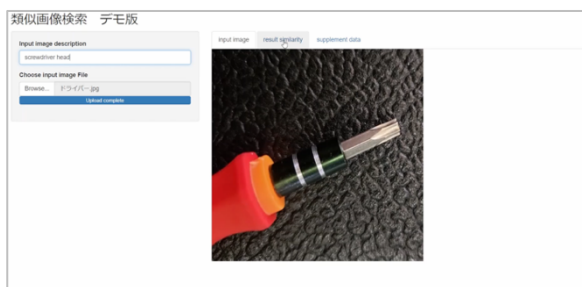 類似画像検索　デモ版
Input image description
screwdriver head
Choose input image File
Browse... ドライバー.jpg
Upload complete
input image result similarity supplement data